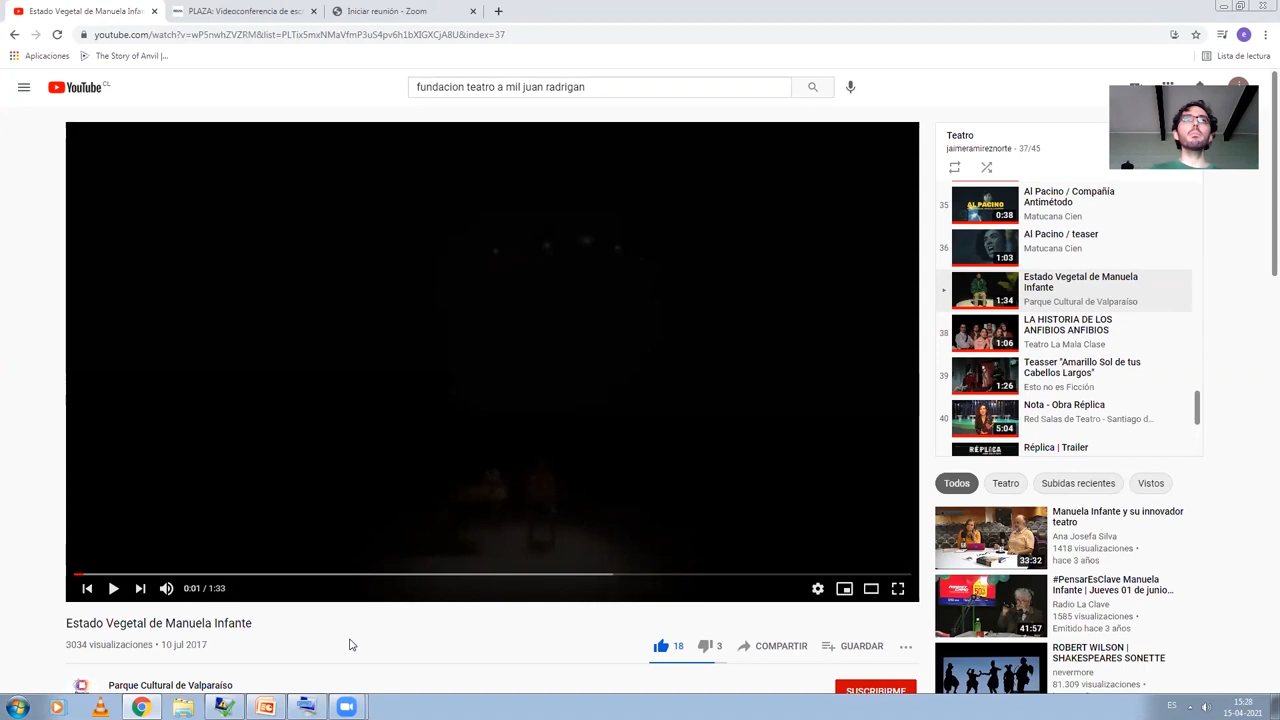 Estado Vegetal de Manuela Infan
PLAZA: Videoconferencia de esc
Iniciar reunión - Zoom
youtube.com/watch?v=wP5nwhZVZRM&list=PLTix5mxNMaVfmP3uS4pv6h1bXIGXCjA8U&index=37
Aplicaciones
The Story of Anvil |...
Lista de lectura
YouTube CL
fundacion teatro a mil juan radrigan
Teatro
jaimeramireznorte - 37/45
35
Al Pacino / Compañía
Antimétodo
Matucana Cien
AL PACINO
0:38
36
Al Pacino / teaser
Matucana Cien
1:03
Estado Vegetal de Manuela
Infante
Parque Cultural de Valparaíso
1:34
38
LA HISTORIA DE LOS
ANFIBIOS ANFIBIOS
Teatro La Mala Clase
1:06
39
Teasser "Amarillo Sol de tus
Cabellos Largos"
Esto no es Ficción
1:26
40
Nota - Obra Réplica
Red Salas de Teatro - Santiago d...
5:04
Réplica | Trailer
RÉPLICA
Todos
Teatro
Subidas recientes
Vistos
Manuela Infante y su innovador
teatro
Ana Josefa Silva
1418 visualizaciones •
hace 3 años
33:32
#PensarEsClave Manuela
Infante | Jueves 01 de junio...
Radio La Clave
1585 visualizaciones •
Emitido hace 3 años
41:57
ROBERT WILSON |
SHAKESPEARES SONETTE
nevermore
81.309 visualizaciones •
0:01 / 1:33
Estado Vegetal de Manuela Infante
3034 visualizaciones • 10 jul 2017
18
3
COMPARTIR
GUARDAR
Parque Cultural de Valparaíso
SUSCRIBIRME
ES
15:28
15-04-2021